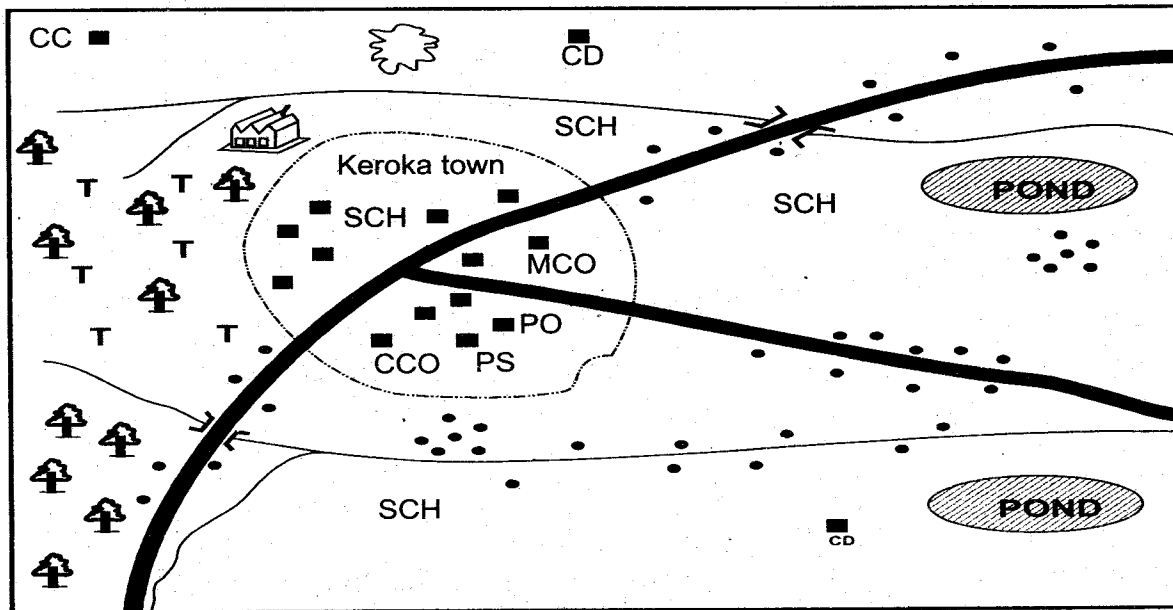 CC
CD
SCH
Keroka town
POND
T
T
SCH
SCH
T
MCO
T
PO
T
T
CCO
PS
POND
SCH
CD